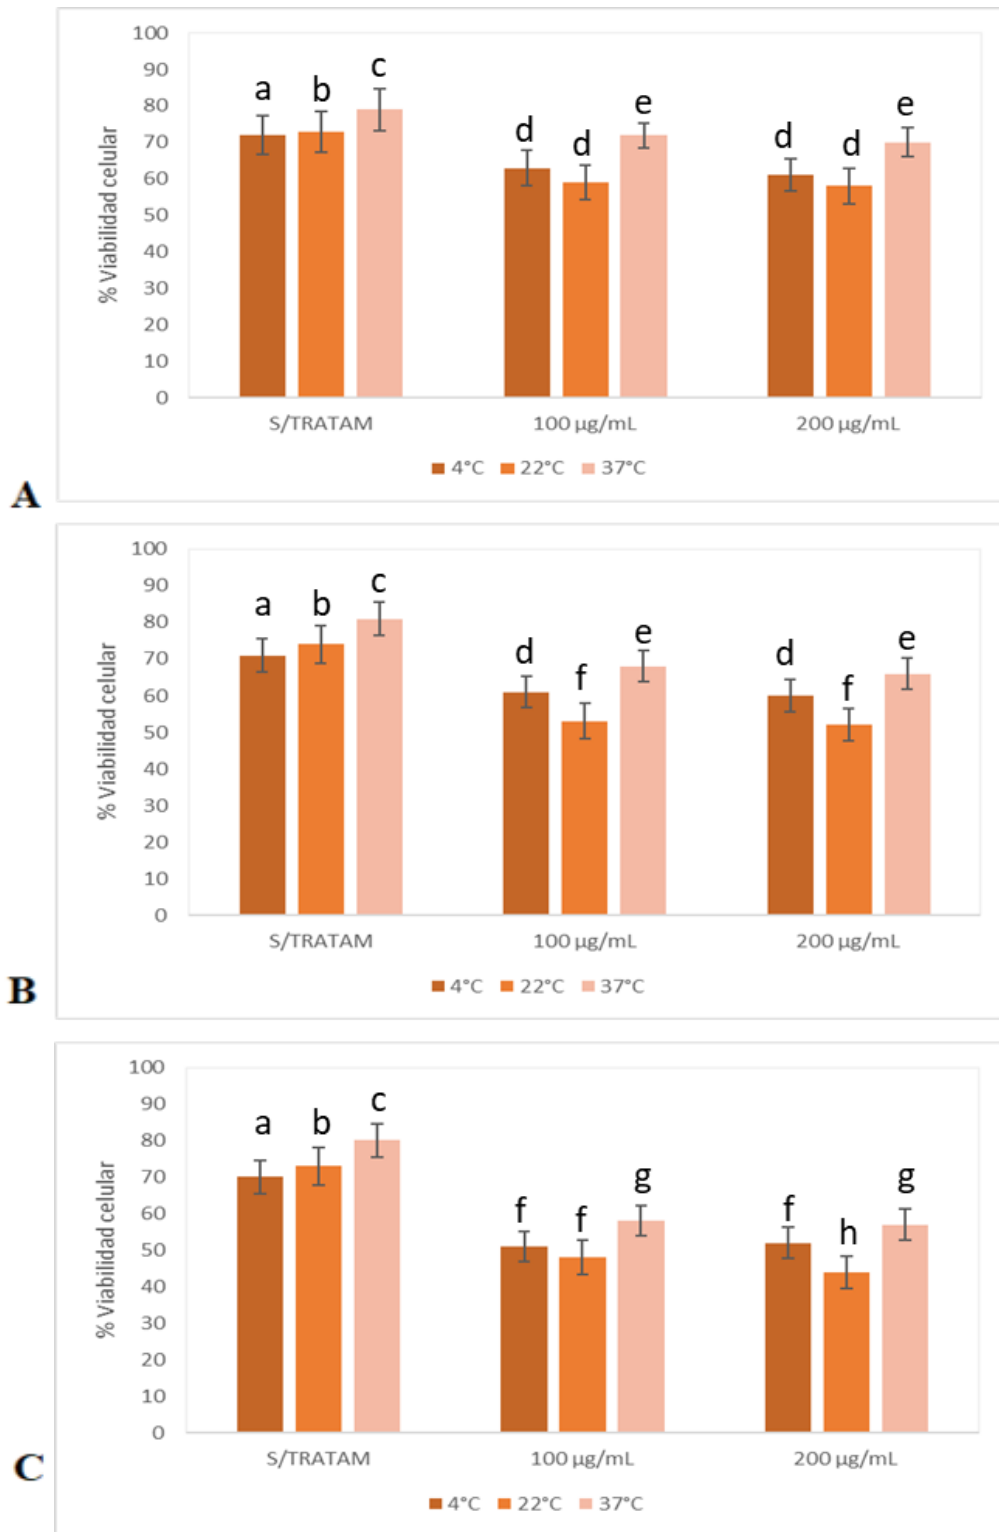 100
90
80
70
60
50
40
30
20
10
0
% Viabilidad celular
a b c d d e d d e
S/TRATAM 100 µg/mL 200 µg/mL
4°C 22°C 37°C
A
100
90
80
70
60
50
40
30
20
10
0
% Viabilidad celular
a b c d f e d f e
S/TRATAM 100 µg/mL 200 µg/mL
4°C 22°C 37°C
B
100
90
80
70
60
50
40
30
20
10
0
% Viabilidad celular
a b c f f g f h g
S/TRATAM 100 µg/mL 200 µg/mL
4°C 22°C 37°C
C